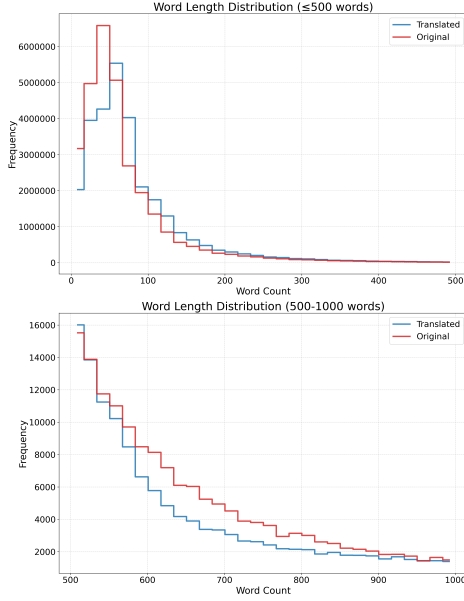 Word Length Distribution (≤500 words)
Translated
Original
6000000
5000000
4000000
3000000
2000000
1000000
0
Frequency
0 100 200 300 400 500
Word Count
Word Length Distribution (500-1000 words)
Translated
Original
16000
14000
12000
10000
8000
6000
4000
2000
Frequency
500 600 700 800 900 1000
Word Count